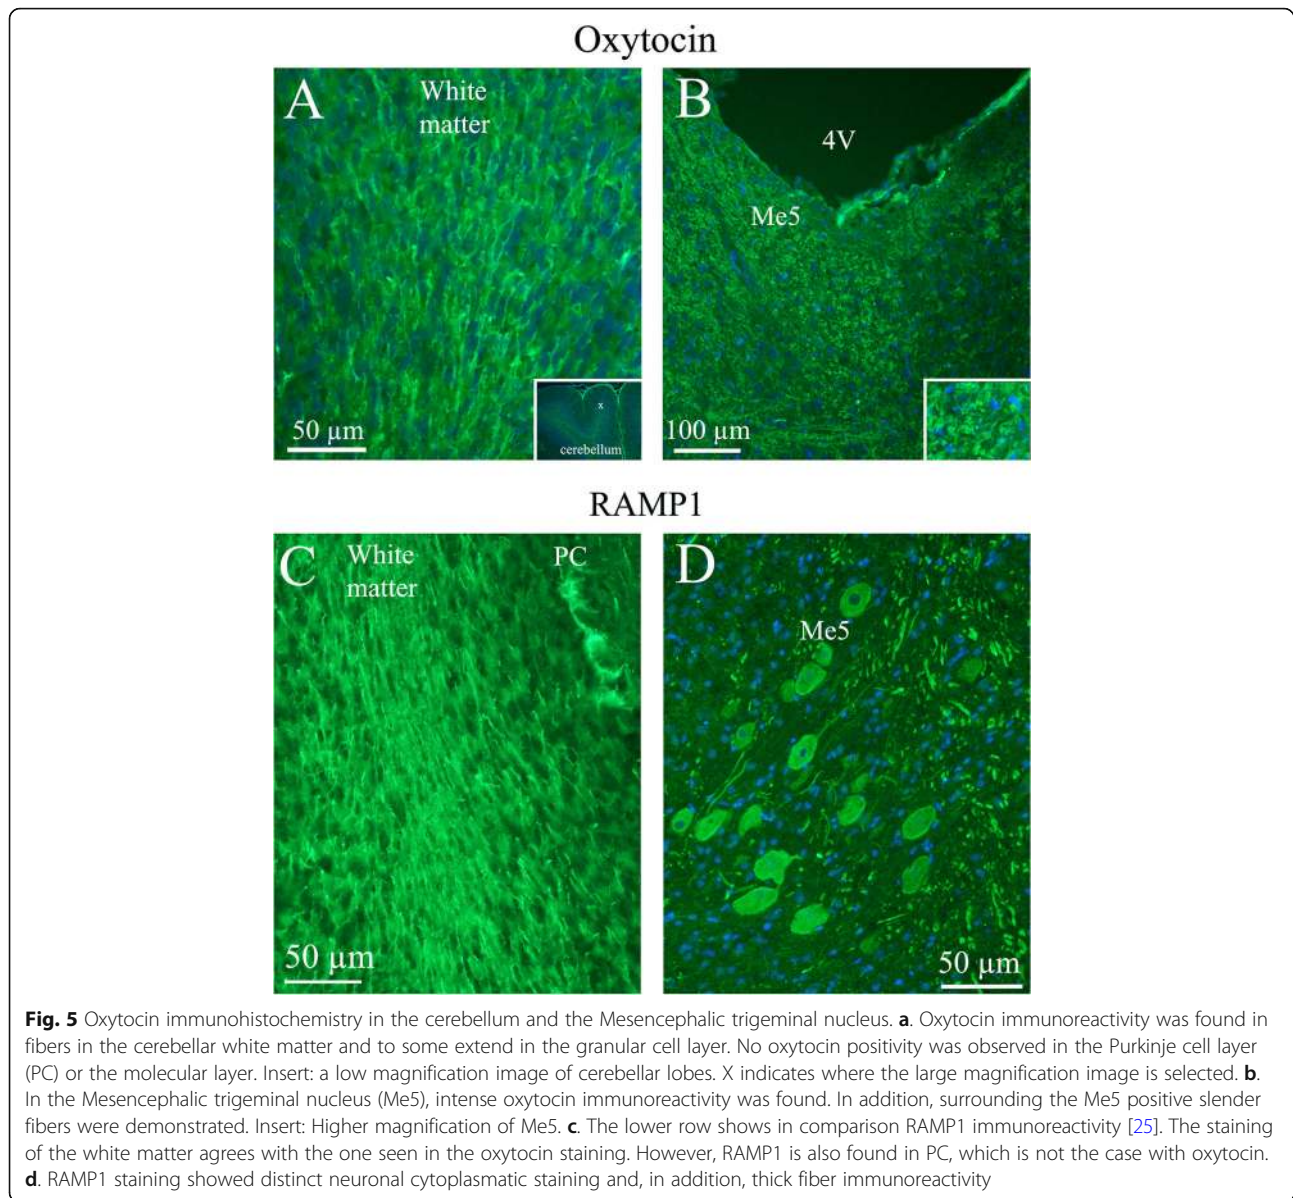 Oxytocin
A
White
matter
50 µm
x
cerebellum
B
4V
Me5
100 µm
RAMP1
C
White
matter
PC
50 µm
D
Me5
50 µm
Fig. 5 Oxytocin immunohistochemistry in the cerebellum and the Mesencephalic trigeminal nucleus. a. Oxytocin immunoreactivity was found in
fibers in the cerebellar white matter and to some extend in the granular cell layer. No oxytocin positivity was observed in the Purkinje cell layer
(PC) or the molecular layer. Insert: a low magnification image of cerebellar lobes. X indicates where the large magnification image is selected. b.
In the Mesencephalic trigeminal nucleus (Me5), intense oxytocin immunoreactivity was found. In addition, surrounding the Me5 positive slender
fibers were demonstrated. Insert: Higher magnification of Me5. c. The lower row shows in comparison RAMP1 immunoreactivity [25]. The staining
of the white matter agrees with the one seen in the oxytocin staining. However, RAMP1 is also found in PC, which is not the case with oxytocin.
d. RAMP1 staining showed distinct neuronal cytoplasmatic staining and, in addition, thick fiber immunoreactivity